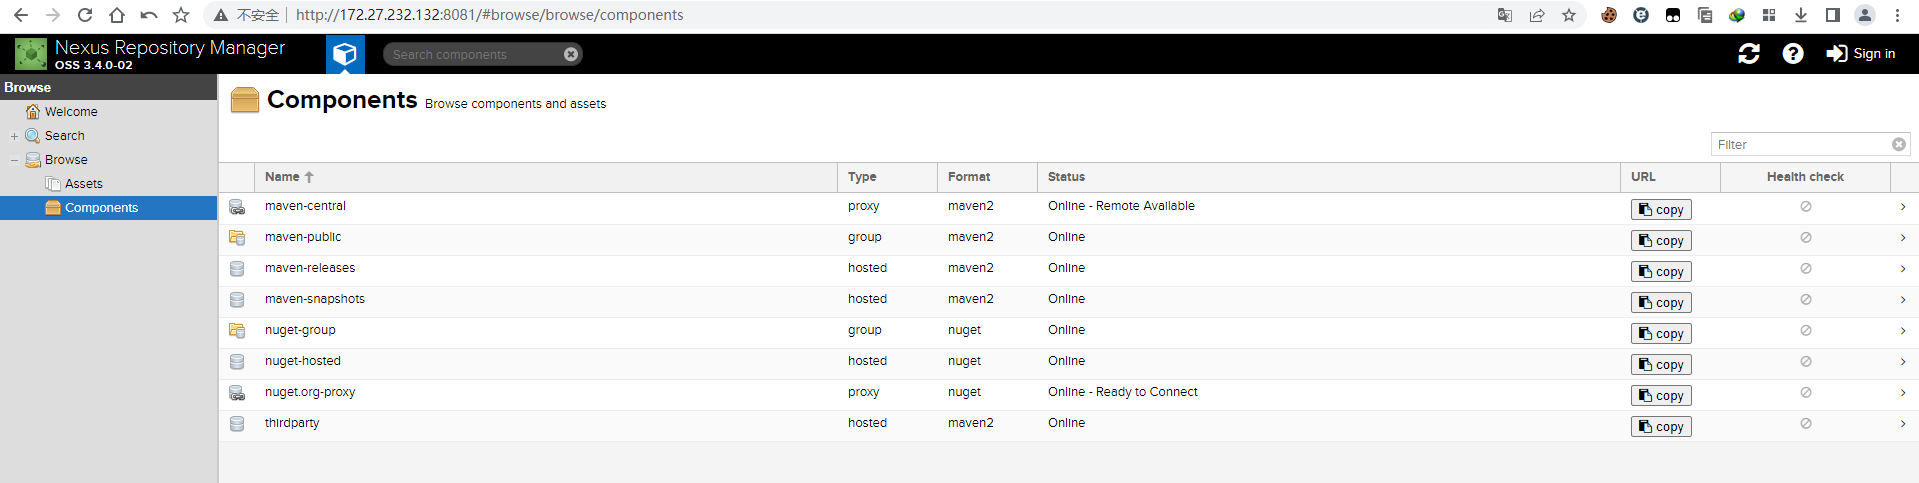 不安全 http://172.27.232.132:8081/#browse/browse/components
Nexus Repository Manager
OSS 3.4.0-02
Search components
Sign in
Browse
Welcome
Search
Browse
Assets
Components
Components Browse components and assets
Filter
Name Type Format Status URL Health check
maven-central proxy maven2 Online - Remote Available copy
maven-public group maven2 Online copy
maven-releases hosted maven2 Online copy
maven-snapshots hosted maven2 Online copy
nuget-group group nuget Online copy
nuget-hosted hosted nuget Online copy
nuget.org-proxy proxy nuget Online - Ready to Connect copy
thirdparty hosted maven2 Online copy